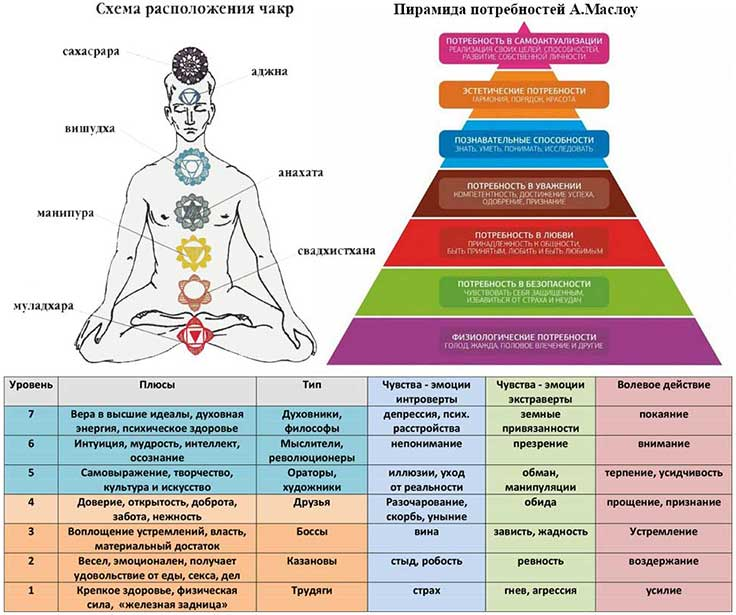 Схема расположения чакр
сахасрара
аджна
вишудха
анахата
манипура
свадхистхана
муладхара
Пирамида потребностей А.Маслоу
ПОТРЕБНОСТЬ В САМОАКТУАЛИЗАЦИИ
РЕАЛИЗАЦИЯ СВОИХ ЦЕЛЕЙ, СПОСОБНОСТЕЙ,
РАЗВИТИЕ СОБСТВЕННОЙ ЛИЧНОСТИ
ЭСТЕТИЧЕСКИЕ ПОТРЕБНОСТИ
ГАРМОНИЯ, ПОРЯДОК, КРАСОТА
ПОЗНАВАТЕЛЬНЫЕ СПОСОБНОСТИ
ЗНАТЬ, УМЕТЬ, ПОНИМАТЬ, ИССЛЕДОВАТЬ
ПОТРЕБНОСТЬ В УВАЖЕНИИ
КОМПЕТЕНТНОСТЬ, ДОСТИЖЕНИЕ УСПЕХА,
ОДОБРЕНИЕ, ПРИЗНАНИЕ
ПОТРЕБНОСТЬ В ЛЮБВИ
ПРИНАДЛЕЖНОСТЬ К ОБЩНОСТИ,
БЫТЬ ПРИНЯТЫМ, ЛЮБИТЬ И БЫТЬ ЛЮБИМЫМ
ПОТРЕБНОСТЬ В БЕЗОПАСНОСТИ
ЧУВСТВОВАТЬ СЕБЯ ЗАЩИЩЕННЫМ,
ИЗБАВИТЬСЯ ОТ СТРАХА И НЕУДАЧ
ФИЗИОЛОГИЧЕСКИЕ ПОТРЕБНОСТИ
ГОЛОД, ЖАЖДА, ПОЛОВОЕ ВЛЕЧЕНИЕ И ДРУГИЕ
Уровень Плюсы Тип Чувства - эмоции Чувства - эмоции Волевое действие
интроверты экстраверты
7 Вера в высшие идеалы, духовная Духовники, депрессия, псих. земные покаяние
энергия, психическое здоровье философы расстройства привязанности
6 Интуиция, мудрость, интеллект, Мыслители, непонимание презрение внимание
осознание революционеры
5 Самовыражение, творчество, Ораторы, иллюзии, уход обман, терпение, усидчивость
культура и искусство художники от реальности манипуляции
4 Доверие, открытость, доброта, Друзья Разочарование, обида прощение, признание
забота, нежность скорбь, уныние
3 Воплощение устремлений, власть, Боссы вина зависть, жадность Устремление
материальный достаток
2 Весел, эмоционален, получает Казановы стыд, робость ревность воздержание
удовольствие от еды, секса, дел
1 Крепкое здоровье, физическая Трудяги страх гнев, агрессия усилие
сила, «железная задница»